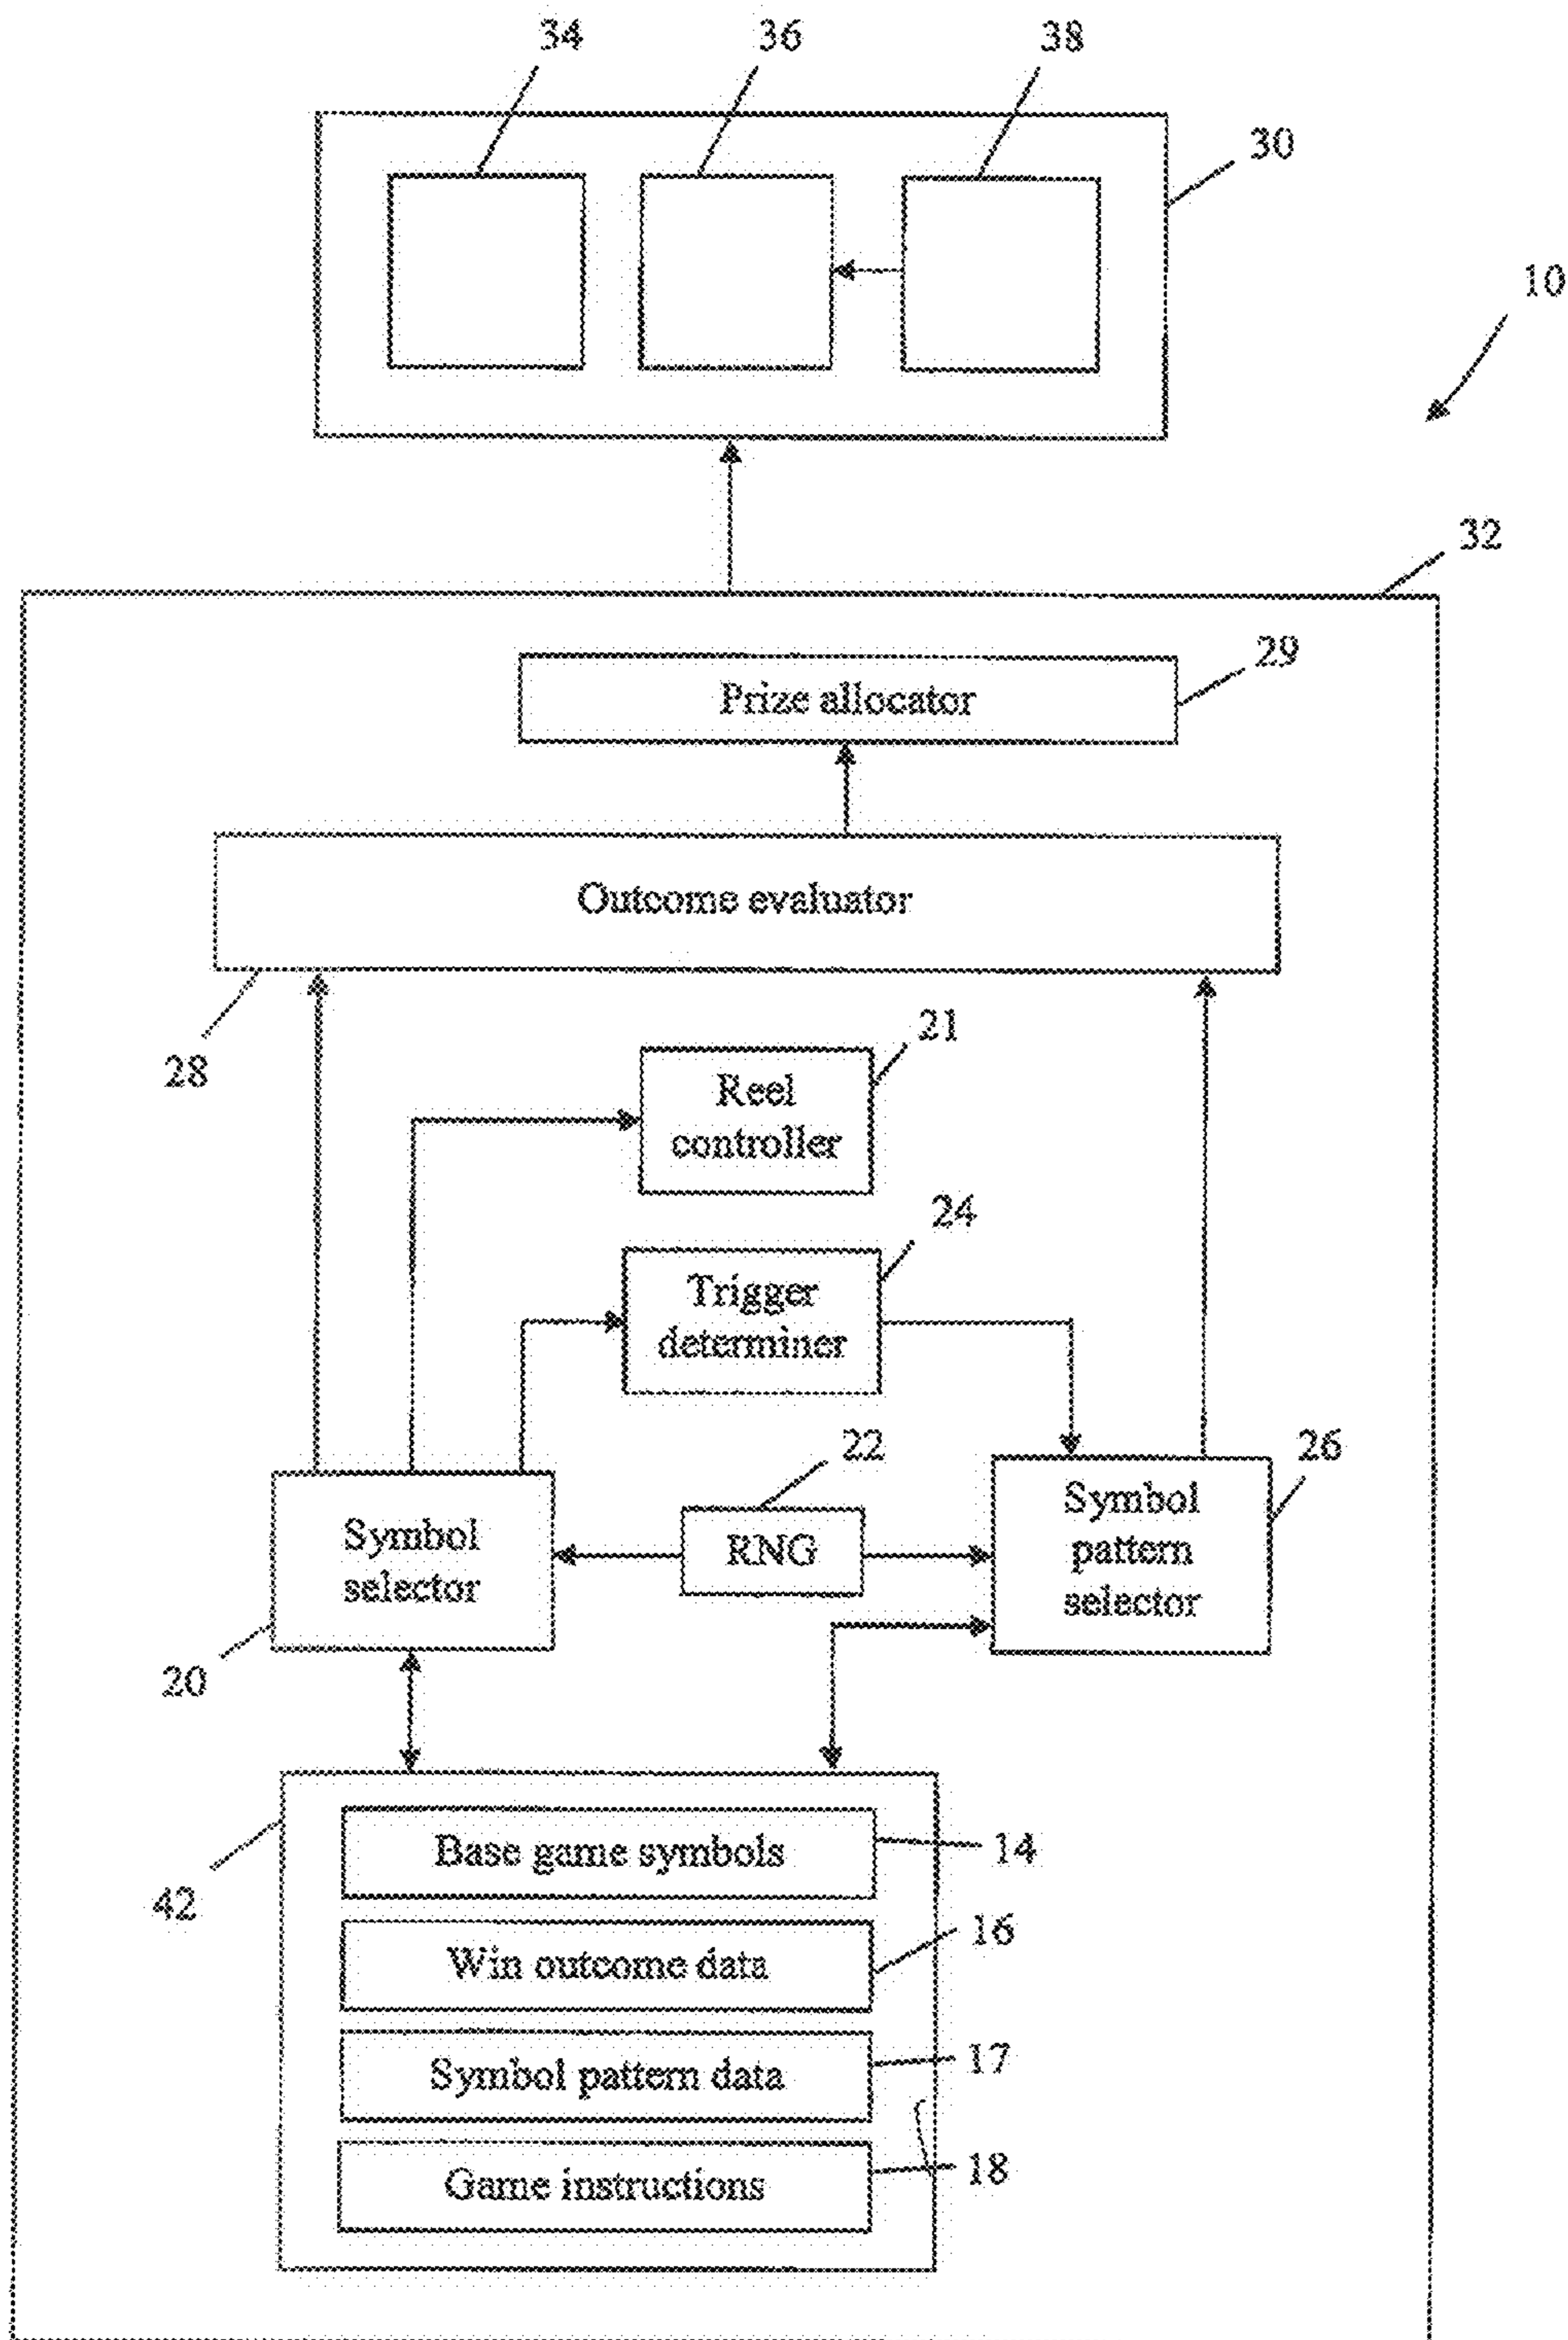 34
36
38
30
10
32
29
Prize allocator
Outcome evaluator
28
21
Reel
controller
24
Trigger
determiner
22
26
Symbol
selector
RNG
Symbol
pattern
selector
20
42
Base game symbols
14
Win outcome data
16
Symbol pattern data
17
Game instructions
18